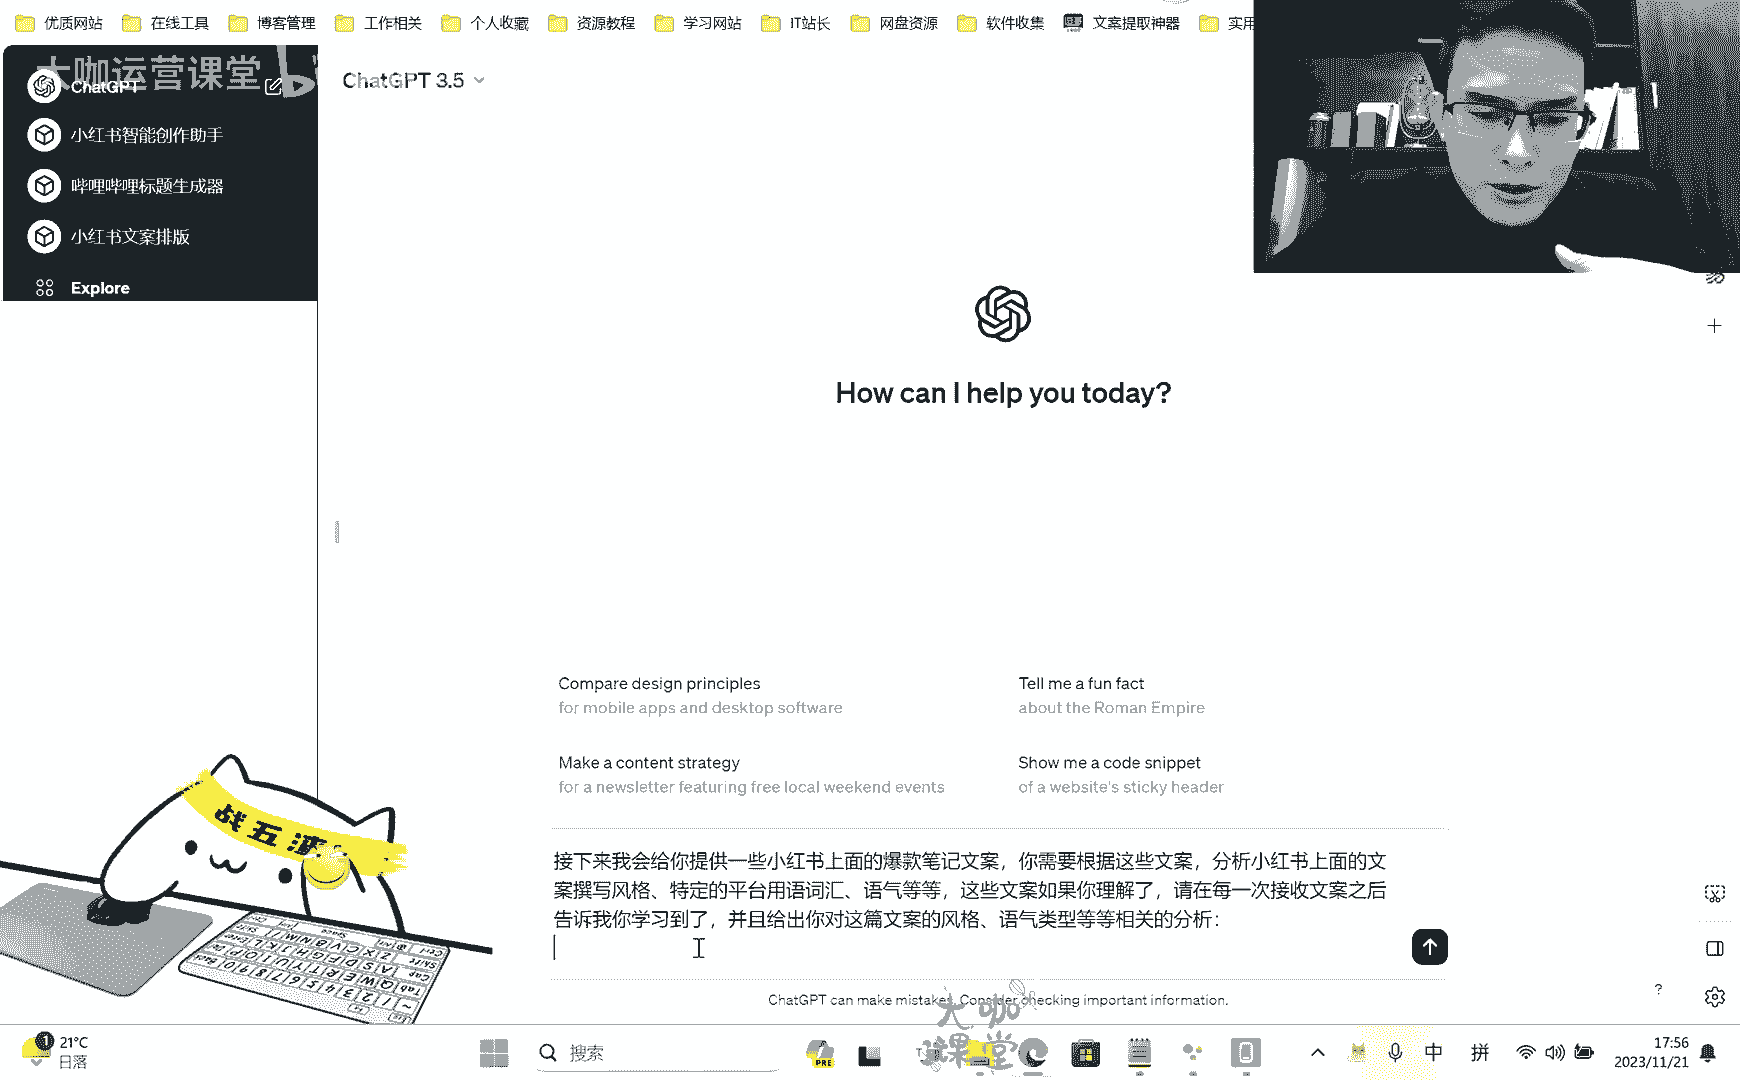 优质网站
在线工具
博客管理
工作相关
个人收藏
资源教程
学习网站
IT站长
网盘资源
软件收集
文案提取神器
实用
大咖运营课堂
ChatGPT
ChatGPT 3.5
小红书智能创作助手
哔哩哔哩标题生成器
小红书文案排版
Explore
How can I help you today?
Compare design principles
for mobile apps and desktop software
Tell me a fun fact
about the Roman Empire
Make a content strategy
for a newsletter featuring free local weekend events
Show me a code snippet
of a website's sticky header
接下来我会给你提供一些小红书上面的爆款笔记文案，你需要根据这些文案，分析小红书上面的文
案撰写风格、特定的平台用语词汇、语气等等，这些文案如果你理解了，请在每一次接收文案之后
告诉我你学习到了，并且给出你对这篇文案的风格、语气类型等等相关的分析：
ChatGPT can make mistakes. Consider checking important information.
大咖
课堂
战五渣
?
1
21°C
日落
搜索
PRE
中
拼
17:56
2023/11/21